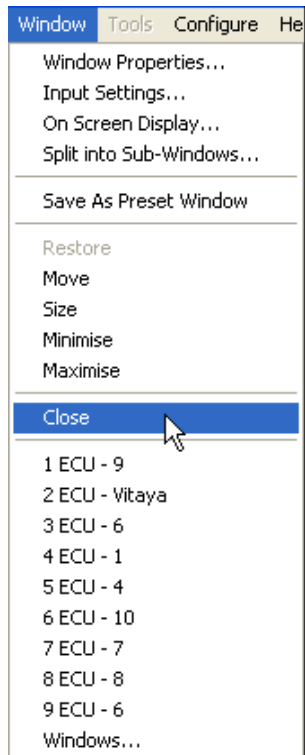 Window Tools Configure He
Window Properties...
Input Settings...
On Screen Display...
Split into Sub-Windows...
Save As Preset Window
Restore
Move
Size
Minimise
Maximise
Close
1 ECU - 9
2 ECU - Vitaya
3 ECU - 6
4 ECU - 1
5 ECU - 4
6 ECU - 10
7 ECU - 7
8 ECU - 8
9 ECU - 6
Windows...